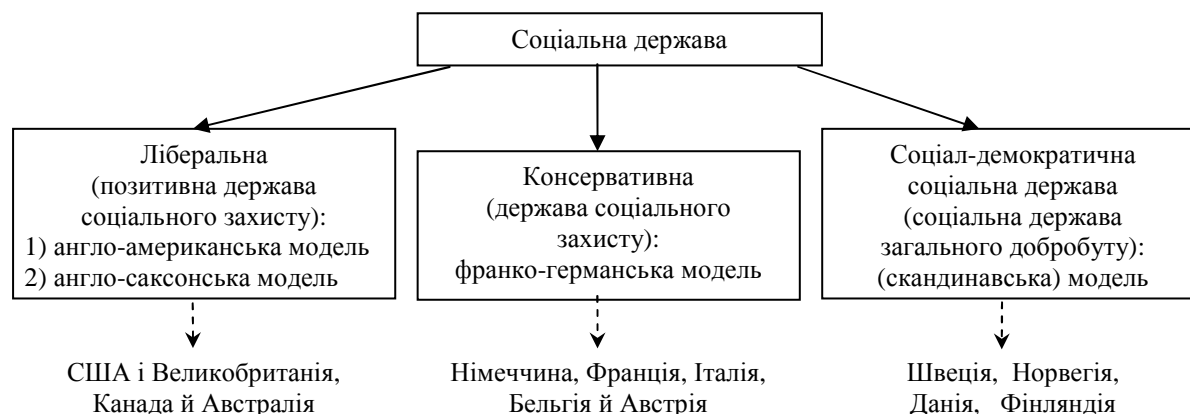 Соціальна держава
Ліберальна
(позитивна держава
соціального захисту):
1) англо-американська модель
2) англо-саксонська модель
Консервативна
(держава соціального
захисту):
франко-германська модель
Соціал-демократична
соціальна держава
(соціальна держава
загального добробуту):
(скандинавська) модель
США і Великобританія,
Канада й Австралія
Німеччина, Франція, Італія,
Бельгія й Австрія
Швеція, Норвегія,
Данія, Фінляндія